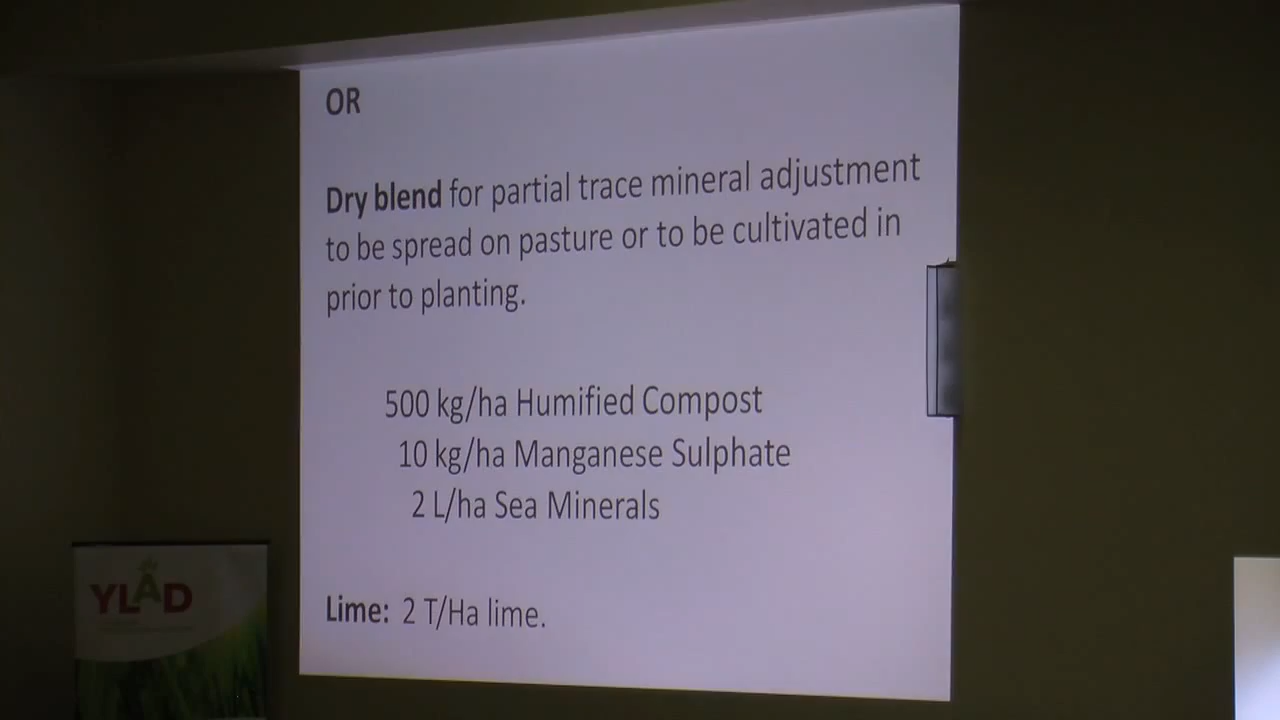 OR
Dry blend for partial trace mineral adjustment
to be spread on pasture or to be cultivated in
prior to planting.
500 kg/ha Humified Compost
10 kg/ha Manganese Sulphate
2 L/ha Sea Minerals
Lime: 2 T/Ha lime.
YLAD